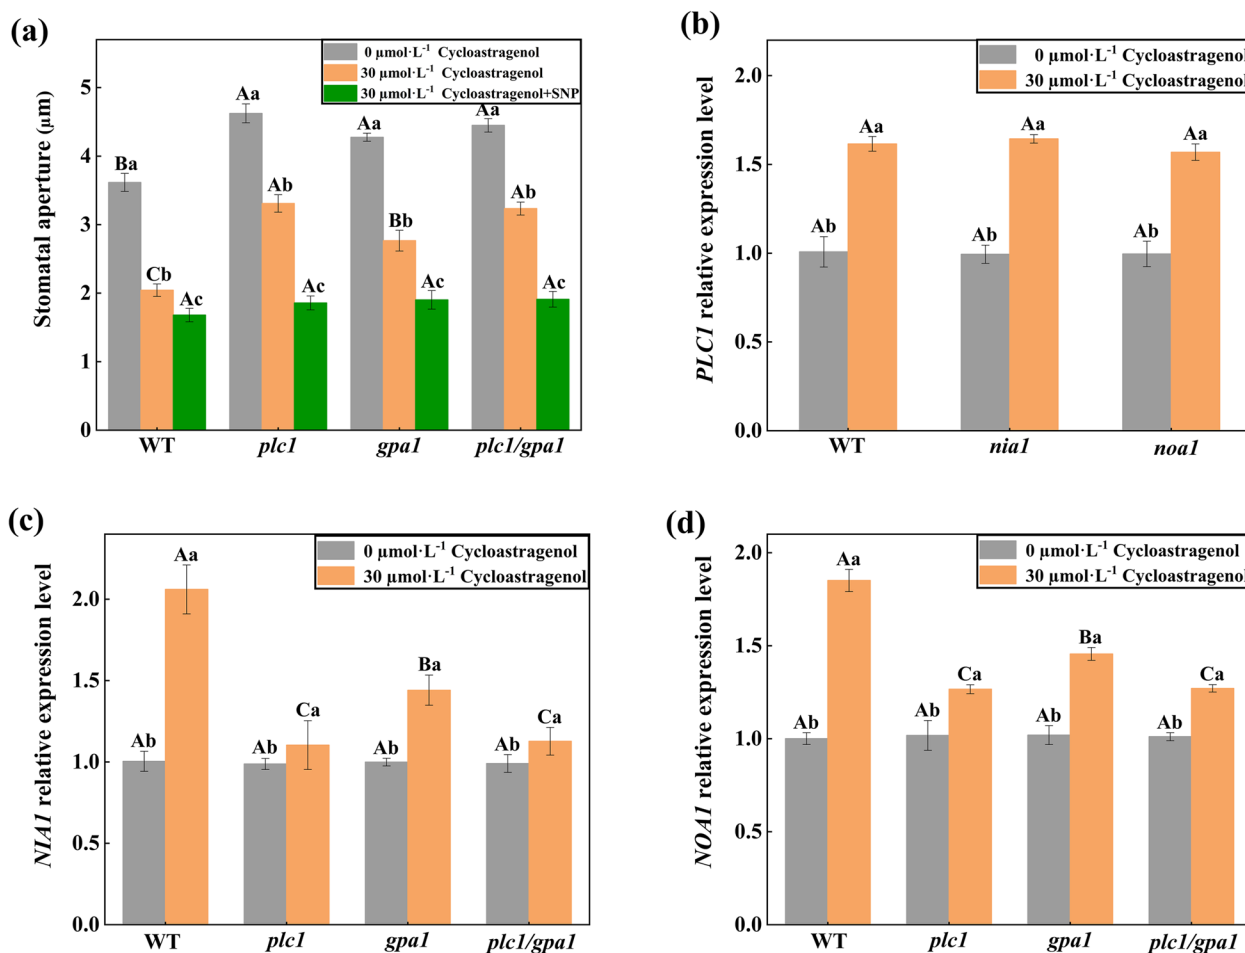 (a)
0 µmol·L⁻¹ Cycloastragenol
30 µmol·L⁻¹ Cycloastragenol
30 µmol·L⁻¹ Cycloastragenol+SNP
Stomatal aperture (µm)
5
4
3
2
1
0
Ba
Cb
Ac
Aa
Ab
Ac
Aa
Bb
Ac
Aa
Ab
Ac
WT
plc1
gpa1
plc1/gpa1
(b)
0 µmol·L⁻¹ Cycloastragenol
30 µmol·L⁻¹ Cycloastragenol
PLC1 relative expression level
2.0
1.5
1.0
0.5
0.0
Ab
Aa
Ab
Aa
Ab
Aa
WT
nia1
noa1
(c)
0 µmol·L⁻¹ Cycloastragenol
30 µmol·L⁻¹ Cycloastragenol
NIA1 relative expression level
2.0
1.5
1.0
0.5
0.0
Ab
Aa
Ab
Ca
Ab
Ba
Ab
Ca
WT
plc1
gpa1
plc1/gpa1
(d)
0 µmol·L⁻¹ Cycloastragenol
30 µmol·L⁻¹ Cycloastragenol
NOA1 relative expression level
2.0
1.5
1.0
0.5
0.0
Ab
Aa
Ab
Ca
Ab
Ba
Ab
Ca
WT
plc1
gpa1
plc1/gpa1